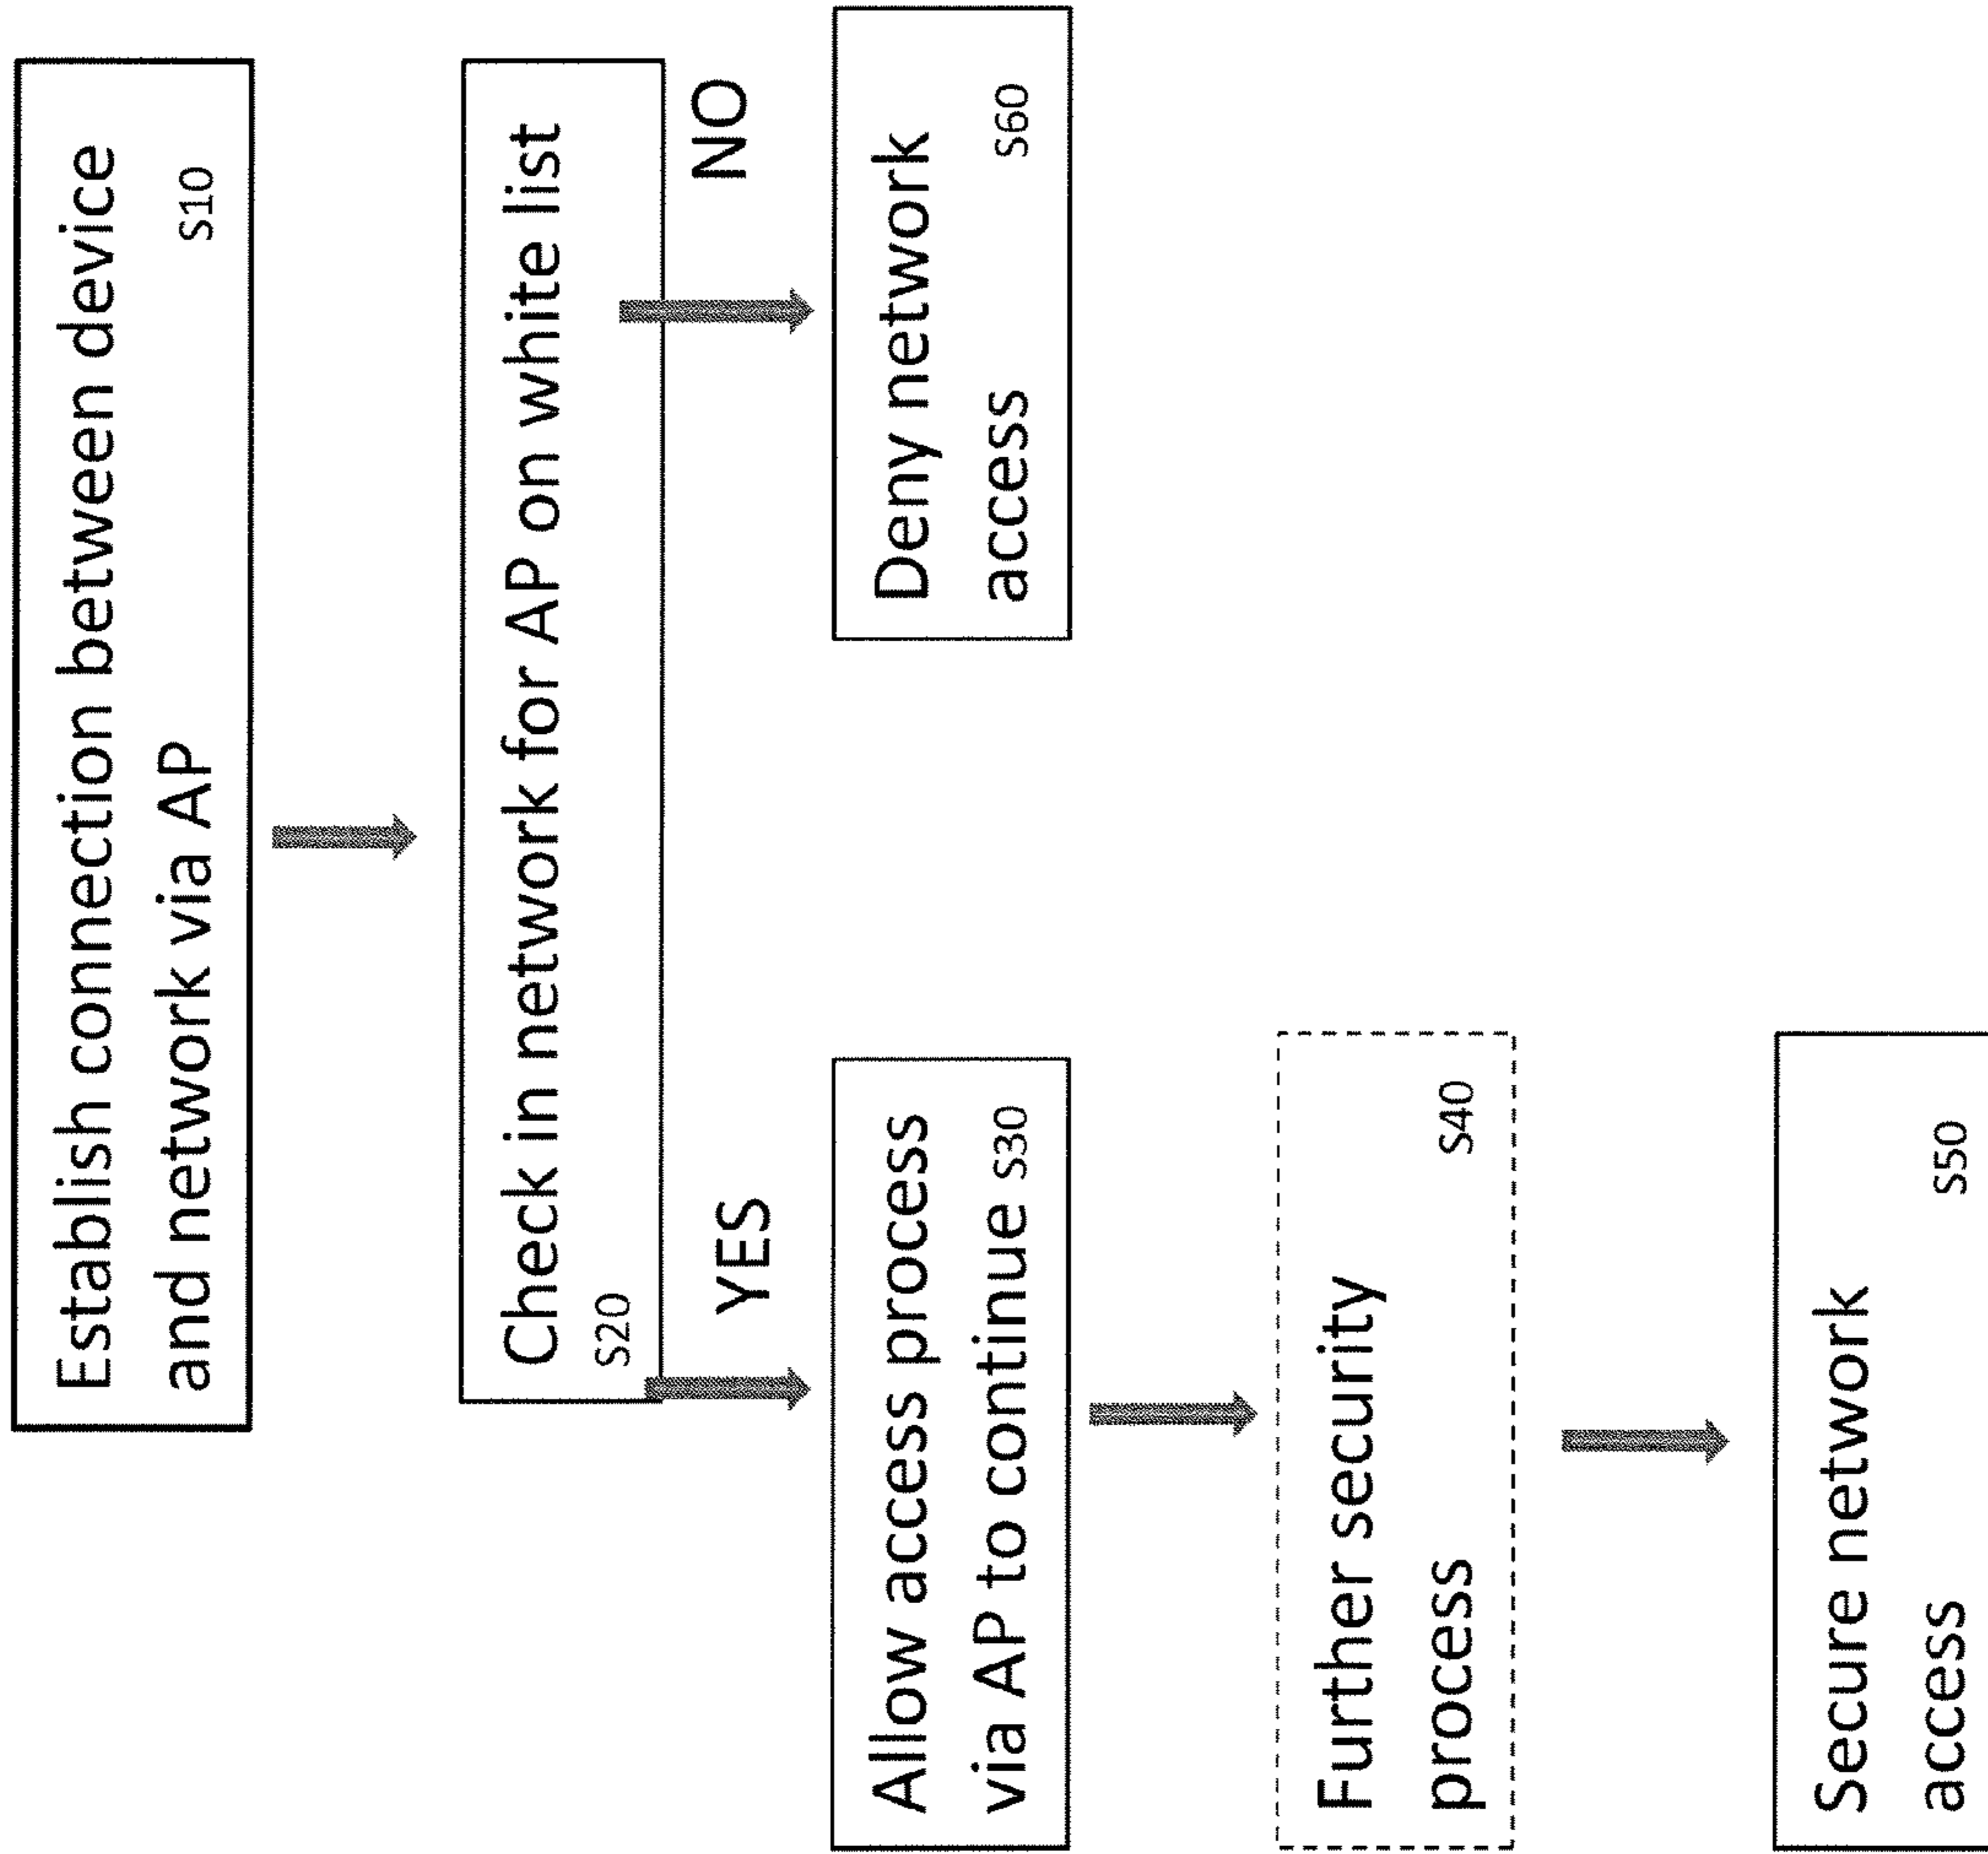 Establish connection between device
and network via AP S10
Check in network for AP on white list
S20
YES
NO
Allow access process
via AP to continue S30
Deny network
access S60
Further security
process S40
Secure network
access S50